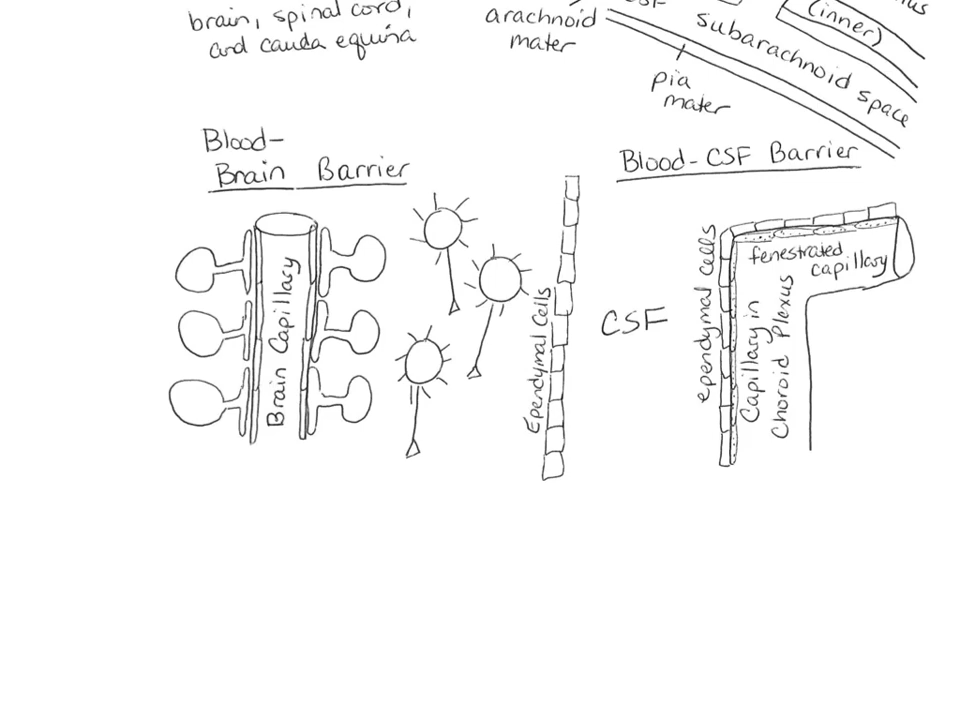 brain, spinal cord,
and cauda equina
arachnoid
mater
CSF
(inner)
subarachnoid space
pia
mater
Blood-
Brain Barrier
Blood-CSF Barrier
Brain Capillary
Ependymal Cells
CSF
ependymal cells
fenestrated
capillary
Capillary in
Choroid Plexus